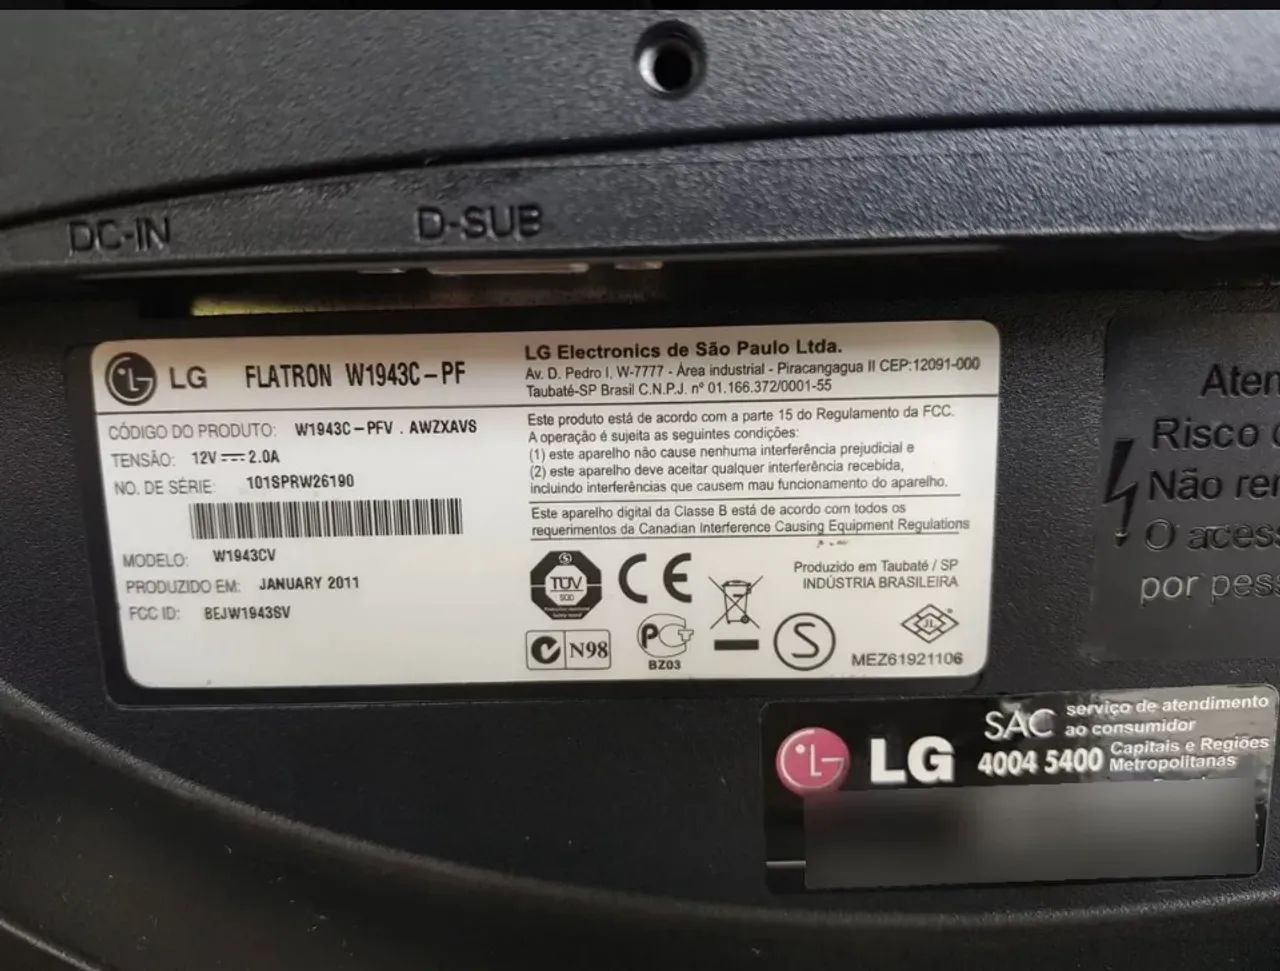 DC-IN
D-SUB
LG FLATRON W1943C-PF
LG Electronics de São Paulo Ltda.
Av. D. Pedro I, W-7777 - Área industrial - Piracangagua II CEP:12091-000
Taubaté-SP Brasil C.N.P.J. nº 01.166.372/0001-55
CÓDIGO DO PRODUTO: W1943C-PFV . AWZXAVS
TENSÃO: 12V 2.0A
NO. DE SÉRIE: 101SPRW26190
MODELO: W1943CV
PRODUZIDO EM: JANUARY 2011
FCC ID: BEJW1943SV
Este produto está de acordo com a parte 15 do Regulamento da FCC.
A operação é sujeita as seguintes condições:
(1) este aparelho não cause nenhuma interferência prejudicial e
(2) este aparelho deve aceitar qualquer interferência recebida,
incluindo interferências que causem mau funcionamento do aparelho.
Este aparelho digital da Classe B está de acordo com todos os
requerimentos da Canadian Interference Causing Equipment Regulations
TÜV
SÜD
CE
Produzido em Taubaté / SP
INDÚSTRIA BRASILEIRA
N98
PCT
BZ03
S
JL
MEZ61921106
Aten
Risco
Não rem
O acess
por pess
LG
SAC serviço de atendimento
ao consumidor
4004 5400 Capitais e Regiões
Metropolitanas